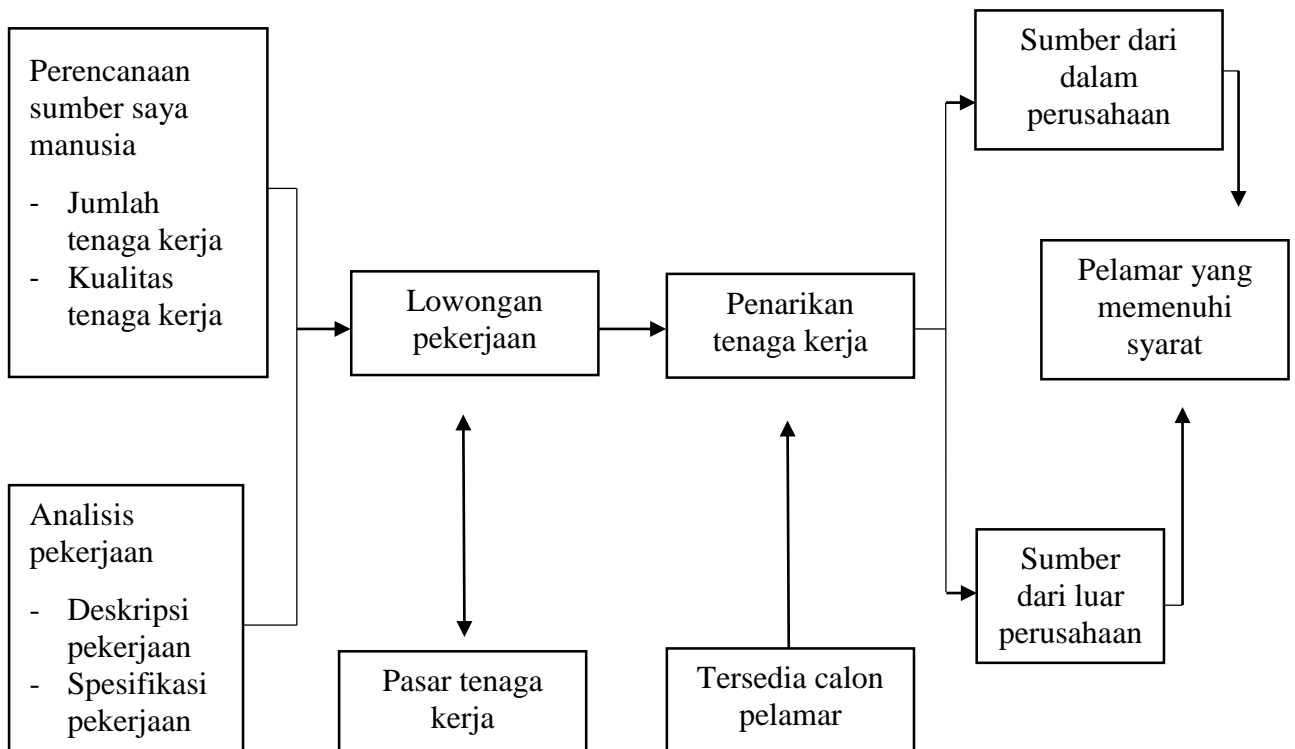 Perencanaan
sumber saya
manusia
- Jumlah
tenaga kerja
- Kualitas
tenaga kerja
Analisis
pekerjaan
- Deskripsi
pekerjaan
- Spesifikasi
pekerjaan
Lowongan
pekerjaan
Pasar tenaga
kerja
Penarikan
tenaga kerja
Tersedia calon
pelamar
Sumber dari
dalam
perusahaan
Pelamar yang
memenuhi
syarat
Sumber
dari luar
perusahaan